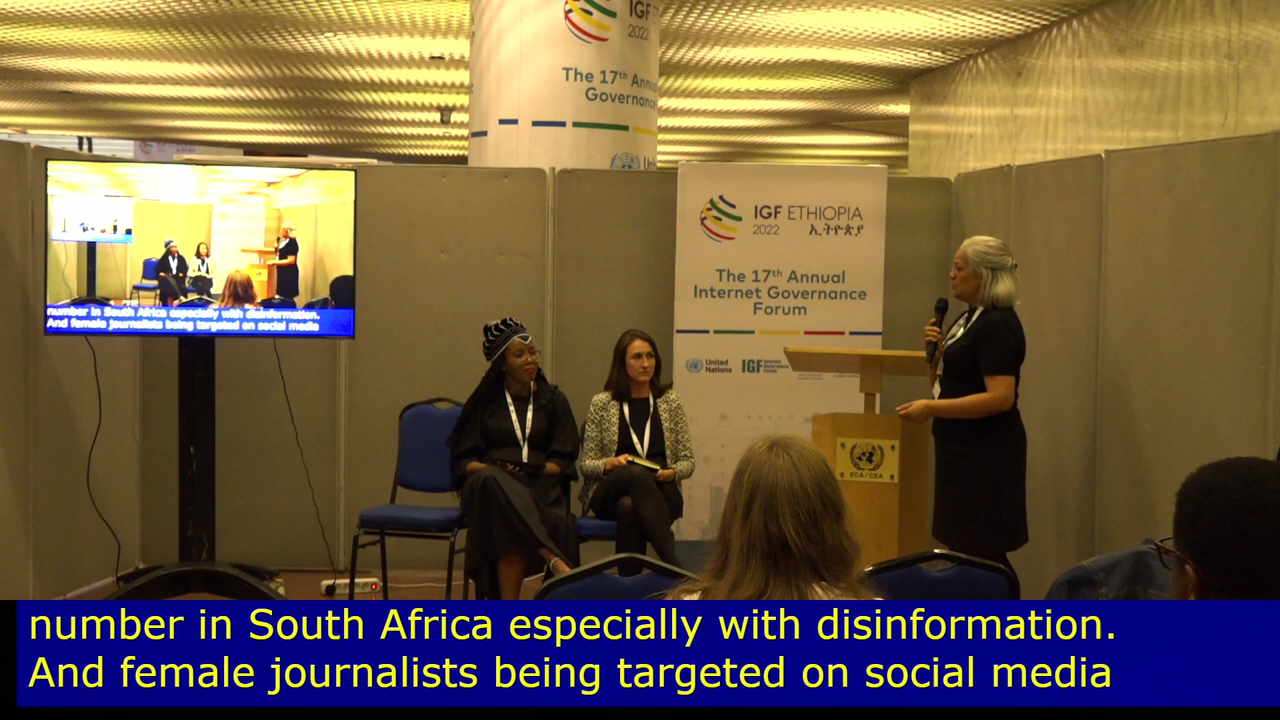 IGF
2022
The 17th Annual
Governance
IGF ETHIOPIA
2022 ኢትዮጵያ
The 17th Annual
Internet Governance
Forum
United
Nations
IGF
ECA / CEA
number in South Africa especially with disinformation.
And female journalists being targeted on social media
number in South Africa especially with disinformation.
And female journalists being targeted on social media